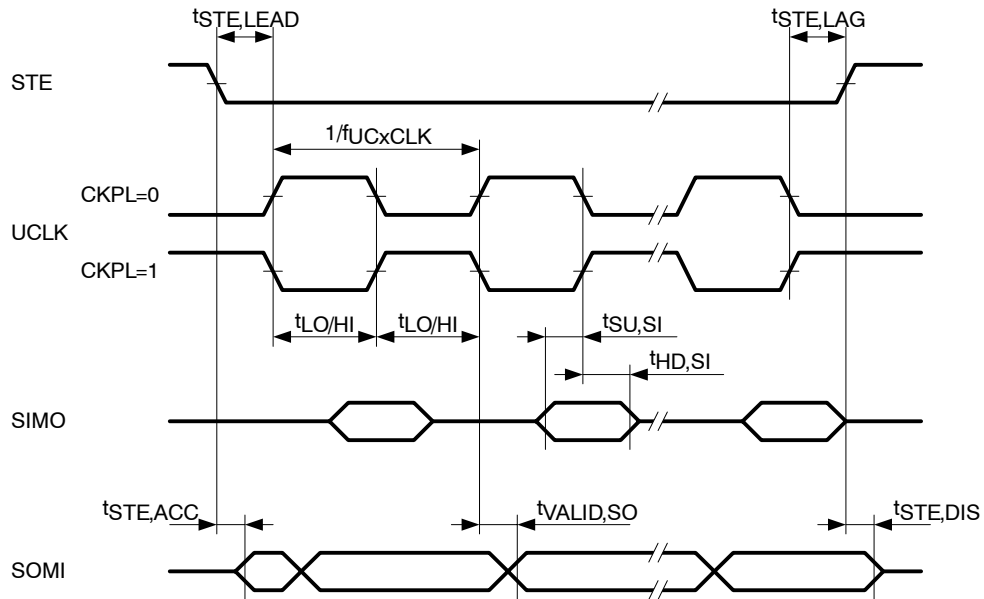 tSTE,LEAD
tSTE,LAG
STE
1/fUCxCLK
CKPL=0
UCLK
CKPL=1
tLO/HI
tLO/HI
tSU,SI
tHD,SI
SIMO
tSTE,ACC
tVALID,SO
tSTE,DIS
SOMI